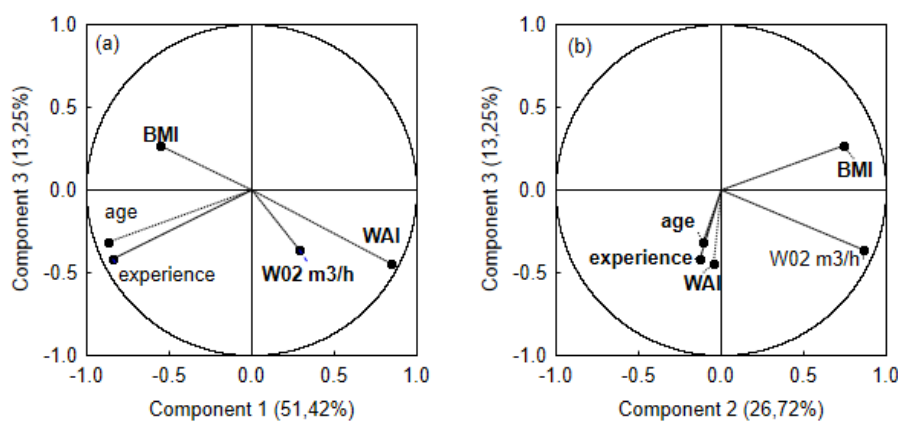 (a)
1.0
0.5
0.0
-0.5
-1.0
Component 3 (13,25%)
BMI
age
experience
W02 m3/h
WAI
-1.0 -0.5 0.0 0.5 1.0
Component 1 (51,42%)
(b)
1.0
0.5
0.0
-0.5
-1.0
Component 3 (13,25%)
BMI
age
experience
WAI
W02 m3/h
-1.0 -0.5 0.0 0.5 1.0
Component 2 (26,72%)